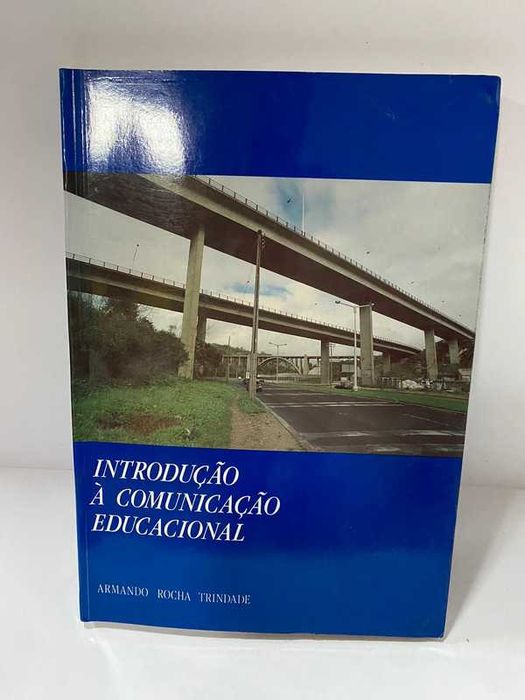 INTRODUÇÃO
À COMUNICAÇÃO
EDUCACIONAL
ARMANDO ROCHA TRINDADE